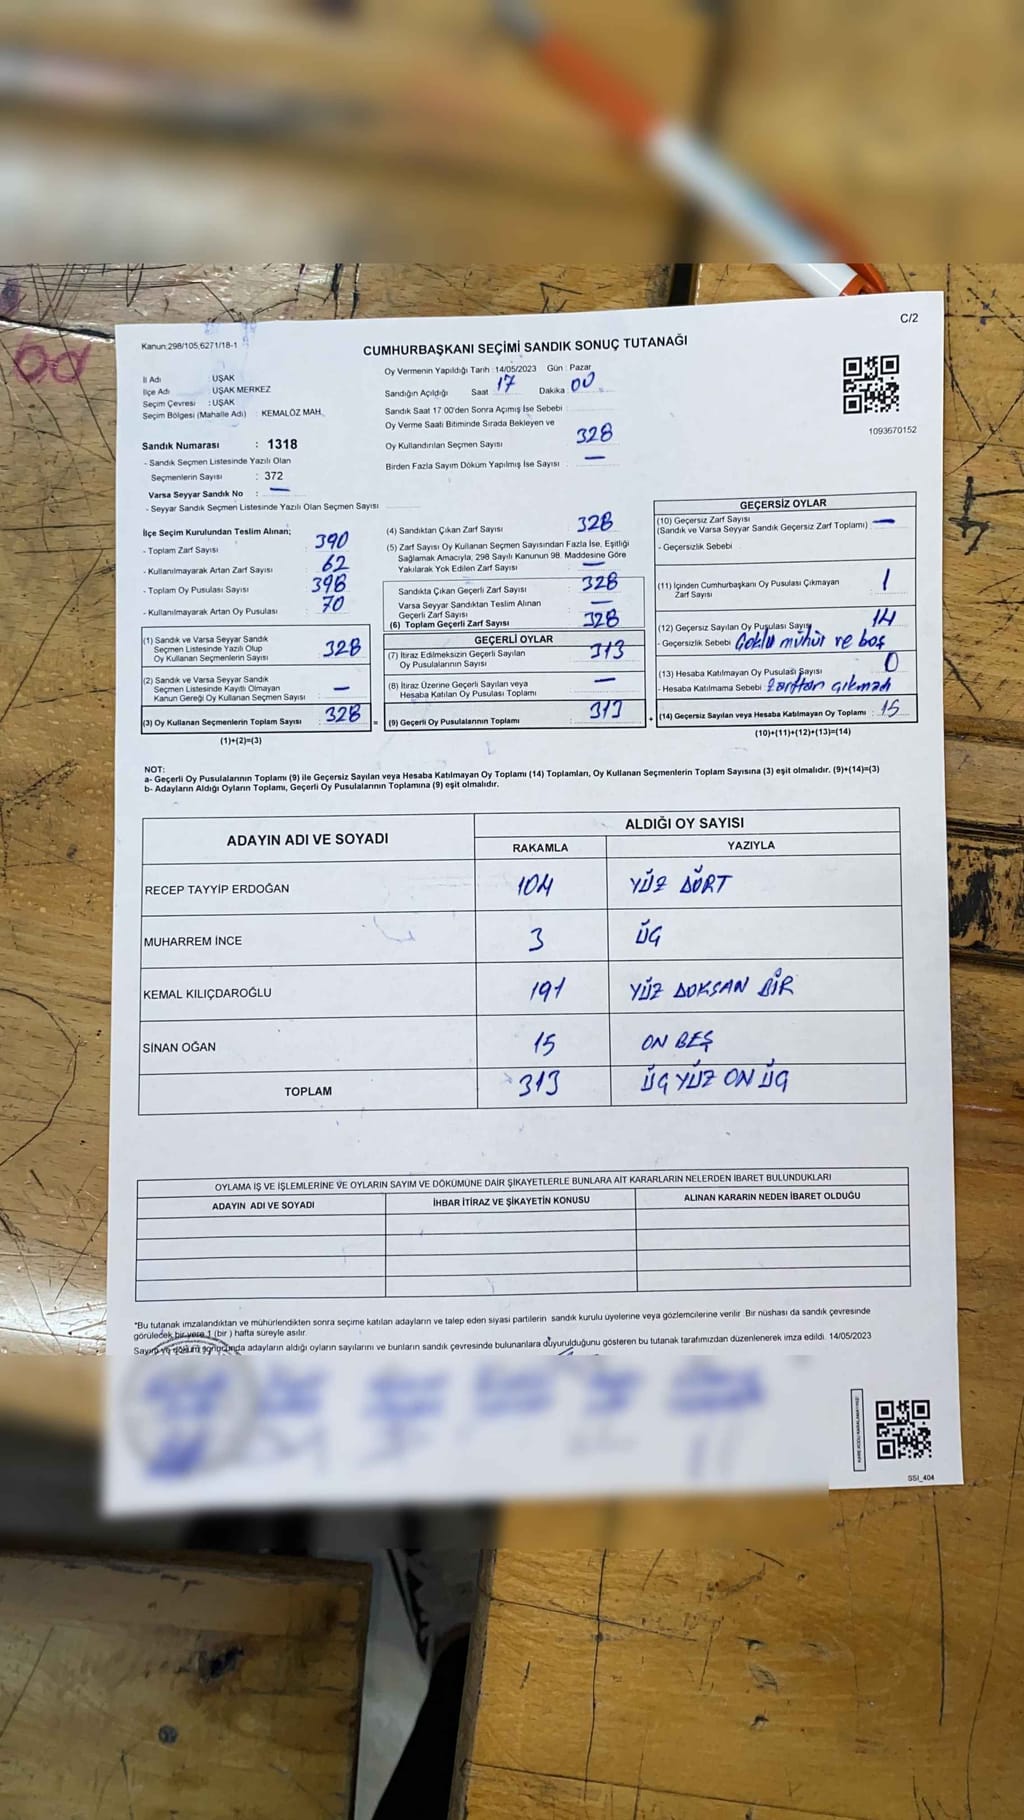 C/2
Kanun;298/105,6271/18-1
CUMHURBAŞKANI SEÇİMİ SANDIK SONUÇ TUTANAĞI
İl Adı : UŞAK
İlçe Adı : UŞAK MERKEZ
Seçim Çevresi : UŞAK
Seçim Bölgesi (Mahalle Adı) : KEMALÖZ MAH.
Sandık Numarası : 1318
- Sandık Seçmen Listesinde Yazılı Olan
Seçmenlerin Sayısı : 372
Varsa Seyyar Sandık No : —
- Seyyar Sandık Seçmen Listesinde Yazılı Olan Seçmen Sayısı
Oy Vermenin Yapıldığı Tarih : 14/05/2023 Gün : Pazar
Sandığın Açıldığı Saat 17 Dakika 00
Sandık Saat 17 00'den Sonra Açımış İse Sebebi
Oy Verme Saati Bitiminde Sırada Bekleyen ve
Oy Kullandırılan Seçmen Sayısı : 328
Birden Fazla Sayım Döküm Yapılmış İse Sayısı : —
1093670152
İlçe Seçim Kurulundan Teslim Alınan;
- Toplam Zarf Sayısı : 390
- Kullanılmayarak Artan Zarf Sayısı : 62
- Toplam Oy Pusulası Sayısı : 398
- Kullanılmayarak Artan Oy Pusulası : 70
(1) Sandık ve Varsa Seyyar Sandık
Seçmen Listesinde Yazılı Olup
Oy Kullanan Seçmenlerin Sayısı : 328
(2) Sandık ve Varsa Seyyar Sandık
Seçmen Listesinde Kayıtlı Olmayan
Kanun Gereği Oy Kullanan Seçmen Sayısı : —
(3) Oy Kullanan Seçmenlerin Toplam Sayısı : 328 =
(1)+(2)=(3)
(4) Sandıktan Çıkan Zarf Sayısı : 328
(5) Zarf Sayısı Oy Kullanan Seçmen Sayısından Fazla İse, Eşitliği
Sağlamak Amacıyla, 298 Sayılı Kanunun 98. Maddesine Göre
Yakılarak Yok Edilen Zarf Sayısı : —
Sandıkta Çıkan Geçerli Zarf Sayısı : 328
Varsa Seyyar Sandıktan Teslim Alınan
Geçerli Zarf Sayısı : —
(6) Toplam Geçerli Zarf Sayısı : 328
GEÇERLİ OYLAR
(7) İtiraz Edilmeksizin Geçerli Sayılan
Oy Pusulalarının Sayısı : 313
(8) İtiraz Üzerine Geçerli Sayılan veya
Hesaba Katılan Oy Pusulası Toplamı : —
(9) Geçerli Oy Pusulalarının Toplamı : 313 +
GEÇERSİZ OYLAR
(10) Geçersiz Zarf Sayısı
(Sandık ve Varsa Seyyar Sandık Geçersiz Zarf Toplamı) : —
- Geçersizlik Sebebi
(11) İçinden Cumhurbaşkanı Oy Pusulası Çıkmayan
Zarf Sayısı : 1
(12) Geçersiz Sayılan Oy Pusulası Sayısı : 14
- Geçersizlik Sebebi Çoklu mühür ve boş
(13) Hesaba Katılmayan Oy Pusulası Sayısı : 0
- Hesaba Katılmama Sebebi : zarftan çıkmadı
(14) Geçersiz Sayılan veya Hesaba Katılmayan Oy Toplamı : 15
(10)+(11)+(12)+(13)=(14)
NOT:
a- Geçerli Oy Pusulalarının Toplamı (9) ile Geçersiz Sayılan veya Hesaba Katılmayan Oy Toplamı (14) Toplamları, Oy Kullanan Seçmenlerin Toplam Sayısına (3) eşit olmalıdır. (9)+(14)=(3)
b- Adayların Aldığı Oyların Toplamı, Geçerli Oy Pusulalarının Toplamına (9) eşit olmalıdır.
ADAYIN ADI VE SOYADI ALDIĞI OY SAYISI
RAKAMLA YAZIYLA
RECEP TAYYİP ERDOĞAN 104 YÜZ DÖRT
MUHARREM İNCE 3 ÜÇ
KEMAL KILIÇDAROĞLU 191 YÜZ DOKSAN BİR
SİNAN OĞAN 15 ON BEŞ
TOPLAM 313 ÜÇ YÜZ ON ÜÇ
OYLAMA İŞ VE İŞLEMLERİNE VE OYLARIN SAYIM VE DÖKÜMÜNE DAİR ŞİKAYETLERLE BUNLARA AİT KARARLARIN NELERDEN İBARET BULUNDUKLARI
ADAYIN ADI VE SOYADI İHBAR İTİRAZ VE ŞİKAYETİN KONUSU ALINAN KARARIN NEDEN İBARET OLDUĞU
*Bu tutanak imzalandıktan ve mühürlendikten sonra seçime katılan adayların ve talep eden siyasi partilerin sandık kurulu üyelerine veya gözlemcilerine verilir. Bir nüshası da sandık çevresinde
görülecek bir yere 1 (bir ) hafta süreyle asılır.
Sayım ve döküm sonucunda adayların aldığı oyların sayılarını ve bunların sandık çevresinde bulunanlara duyurulduğunu gösteren bu tutanak tarafımızdan düzenlenerek imza edildi. 14/05/2023
SSI_404